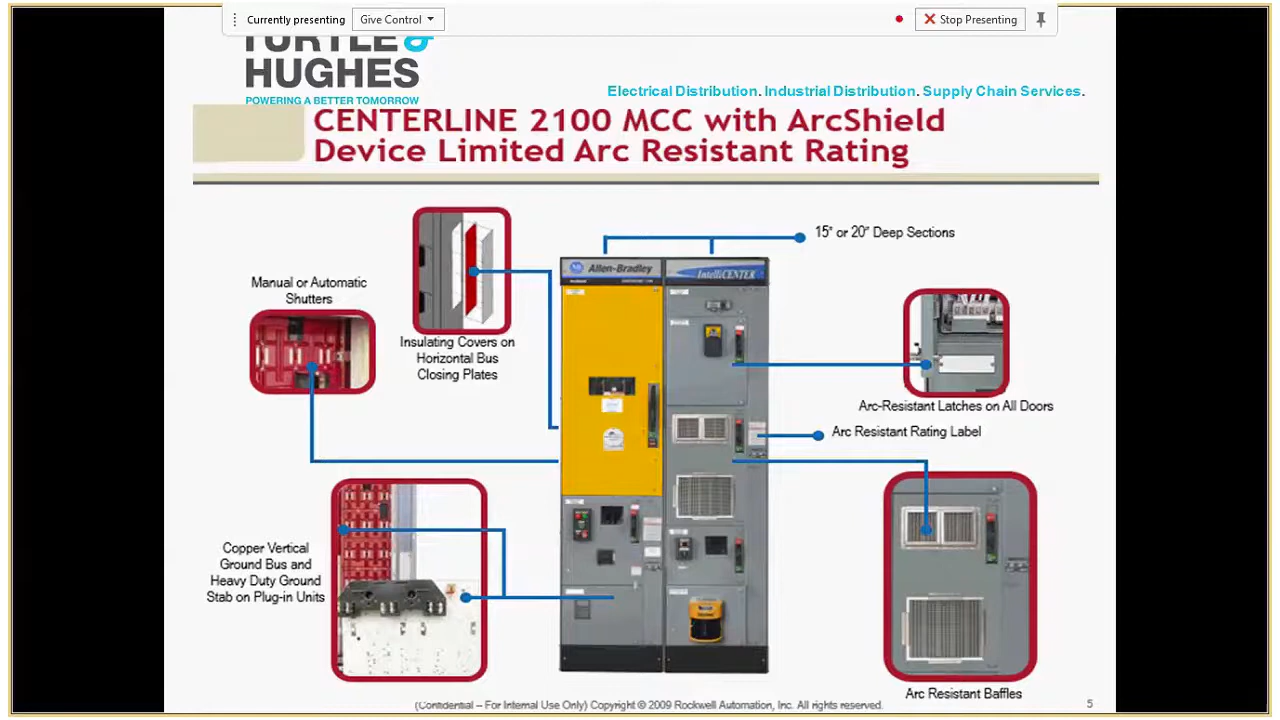 Currently presenting
Give Control
Stop Presenting
TURTLE &
HUGHES
POWERING A BETTER TOMORROW
Electrical Distribution. Industrial Distribution. Supply Chain Services.
CENTERLINE 2100 MCC with ArcShield
Device Limited Arc Resistant Rating
15" or 20" Deep Sections
Manual or Automatic
Shutters
Allen-Bradley
IntelliCENTER
Insulating Covers on
Horizontal Bus
Closing Plates
Arc-Resistant Latches on All Doors
Arc Resistant Rating Label
Copper Vertical
Ground Bus and
Heavy Duty Ground
Stab on Plug-in Units
Arc Resistant Baffles
(Confidential – For Internal Use Only) Copyright © 2009 Rockwell Automation, Inc. All rights reserved.
5